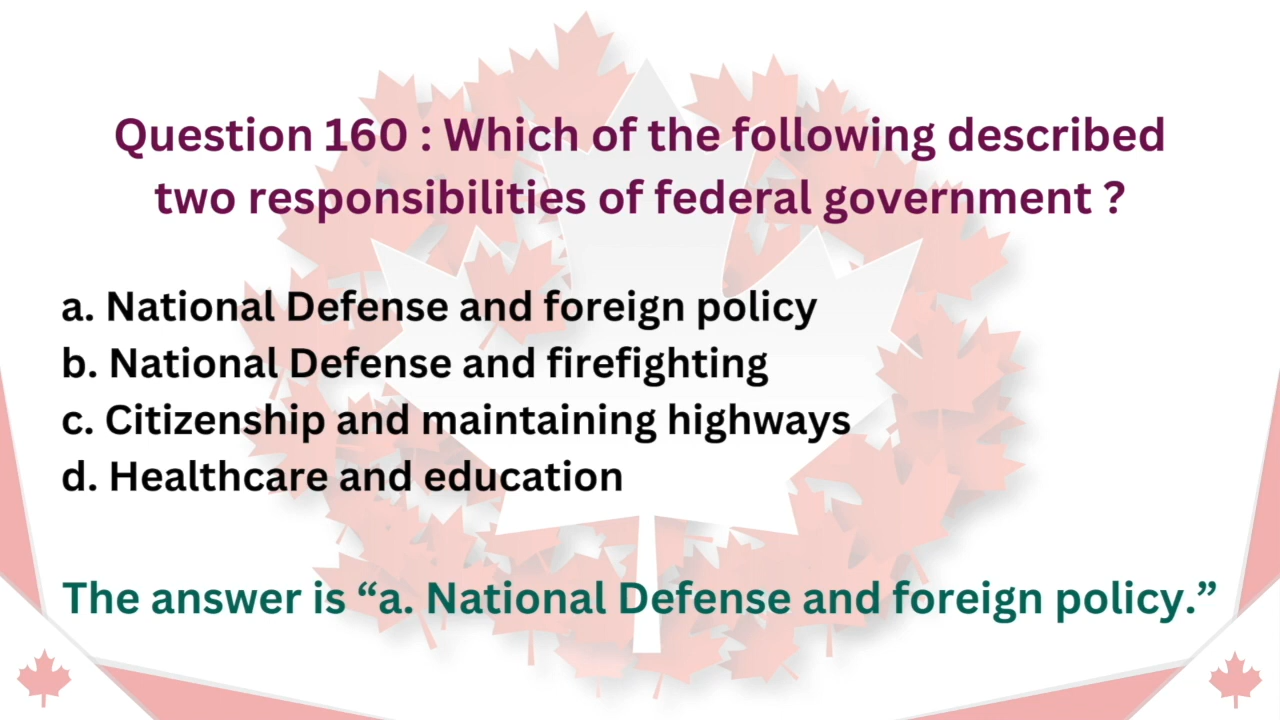 Question 160 : Which of the following described
two responsibilities of federal government ?
a. National Defense and foreign policy
b. National Defense and firefighting
c. Citizenship and maintaining highways
d. Healthcare and education
The answer is “a. National Defense and foreign policy.”